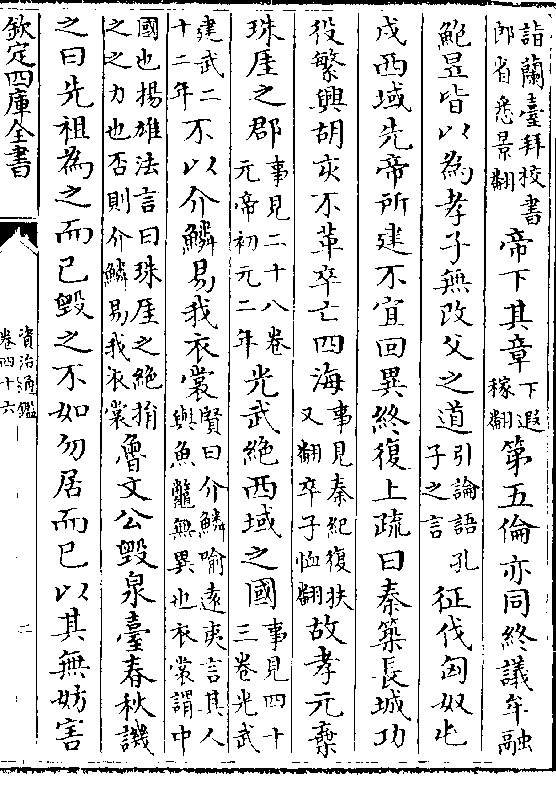 詣蘭臺拜校書郎省悉景翻帝下其章下遐稼翻第五倫亦同終議牟融
鮑昱皆以為孝子無改父之道引論語孔子之言征伐匈奴屯
戍西域先帝所建不宜回異終復上疏曰秦築長城功
役繁興胡亥不革卒亡四海事見秦紀復扶又翻卒子恤翻故孝元棄
珠厓之郡事見二十八卷元帝初元二年光武絕西域之國事見四十三卷光武
建武二十二年不以介鱗易我衣裳賢曰介鱗喻遠夷言其人與魚鼈無異也衣裳謂中
國也揚雄法言曰珠厓之絕捐之之力也否則介鱗易我衣裳魯文公毀泉臺春秋譏
之曰先祖為之而已毀之不如勿居而已以其無妨害
欽定四庫全書
資治通鑑
卷四十六
二